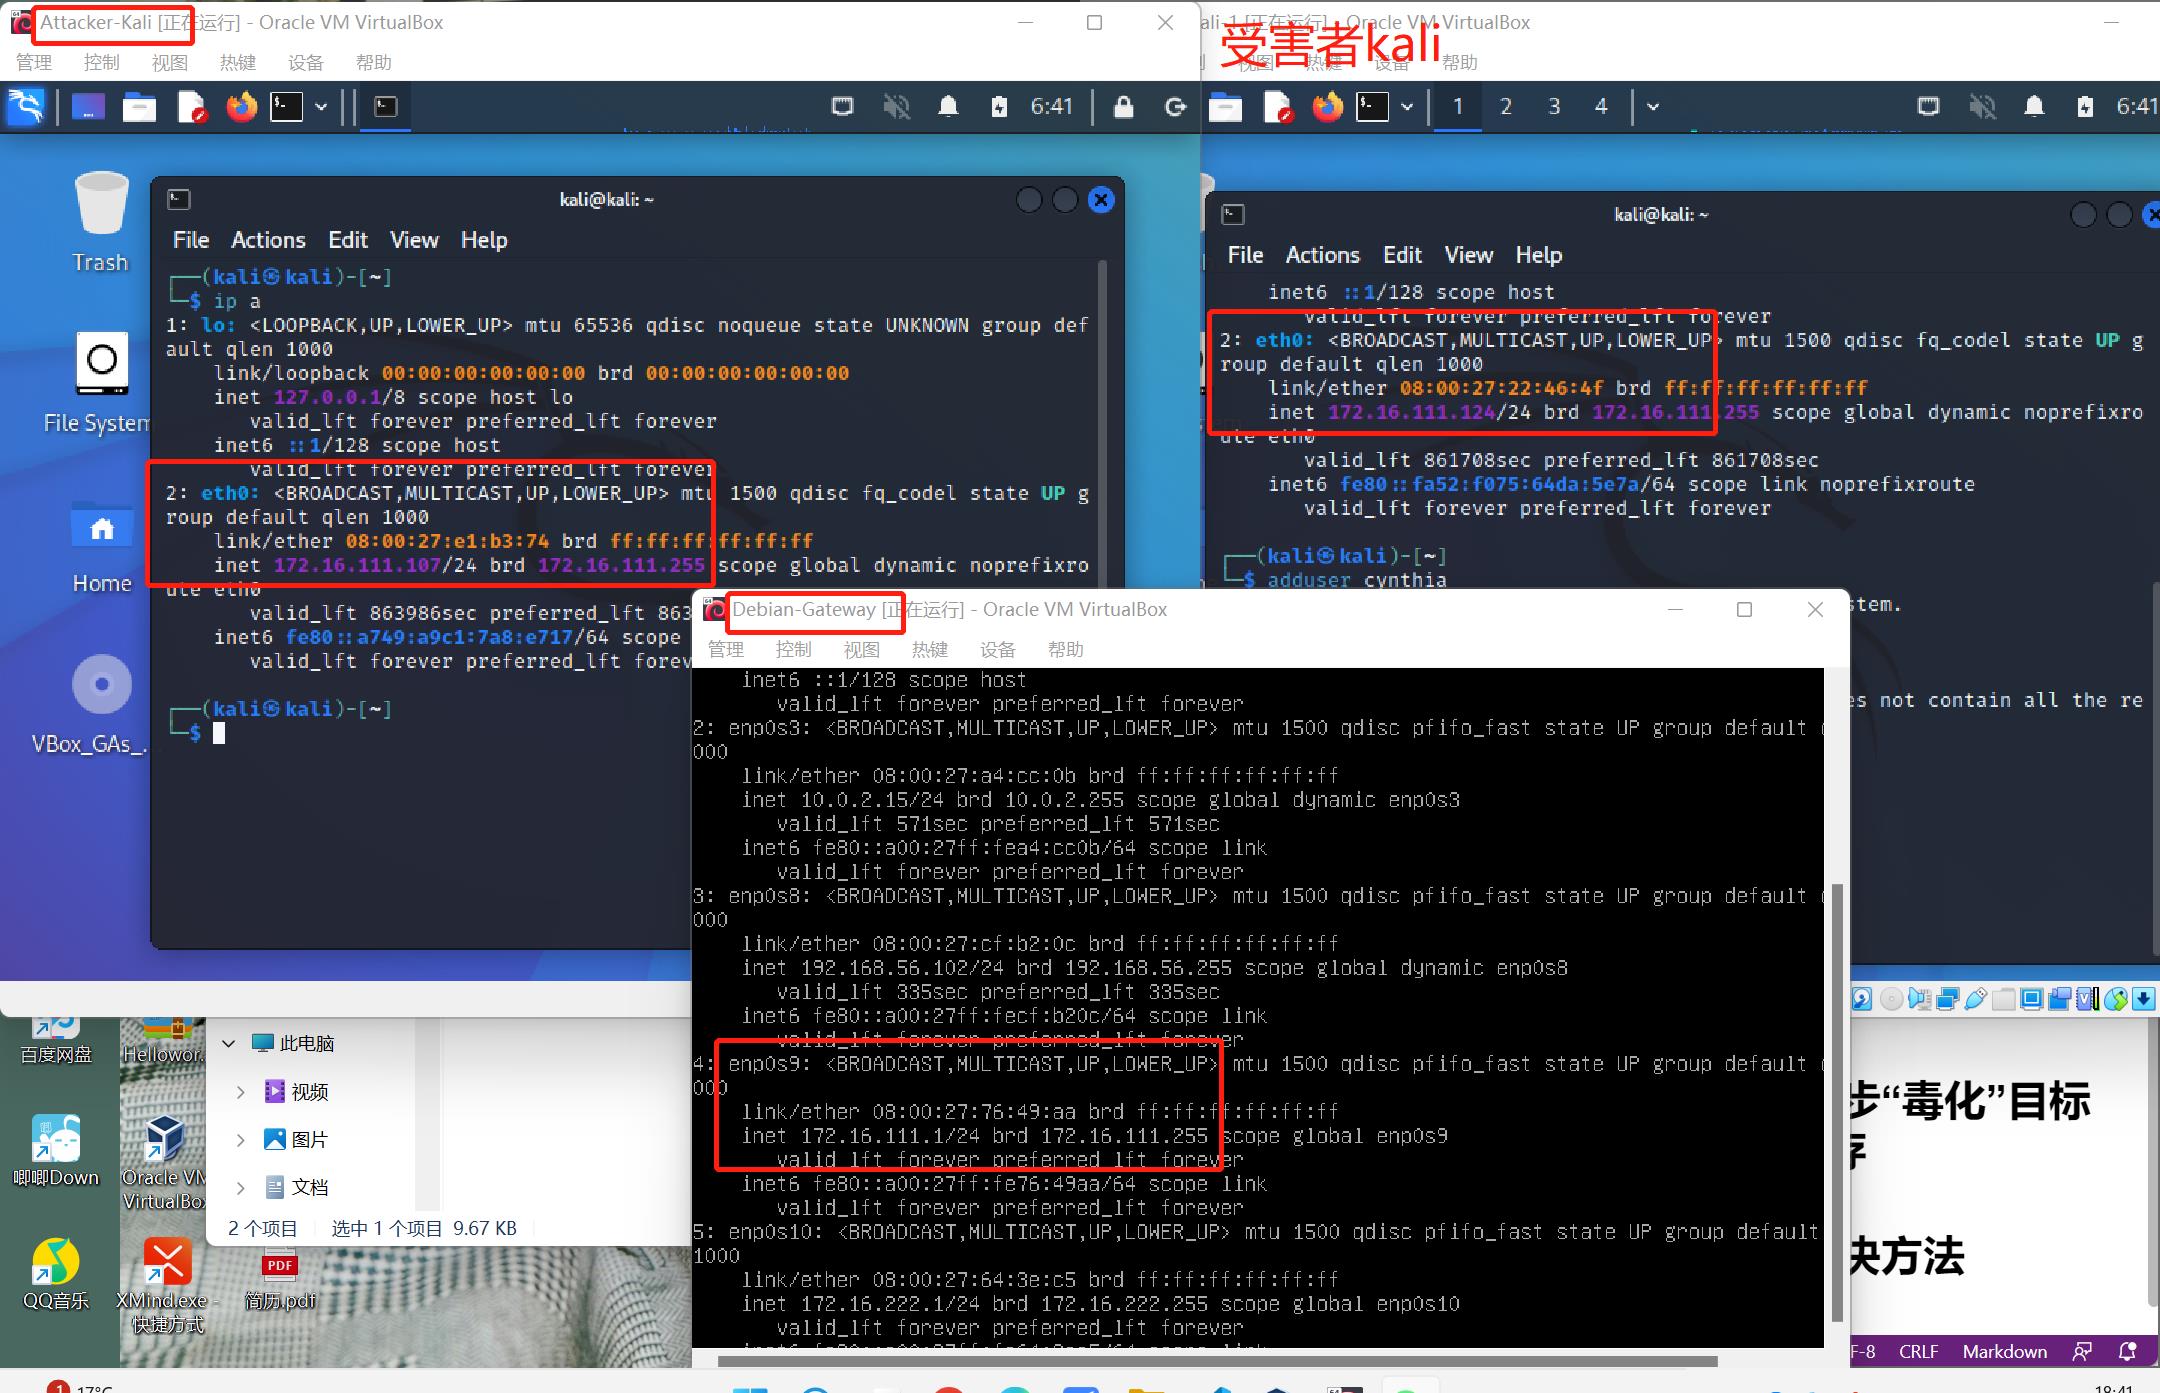 Attacker-Kali [正在运行] - Oracle VM VirtualBox
管理 控制 视图 热键 设备 帮助
6:41
Trash
File System
Home
VBox_GAs_...
kali@kali: ~
File Actions Edit View Help
┌──(kali㉿kali)-[~]
└─$ ip a
1: lo: <LOOPBACK,UP,LOWER_UP> mtu 65536 qdisc noqueue state UNKNOWN group def
ault qlen 1000
link/loopback 00:00:00:00:00:00 brd 00:00:00:00:00:00
inet 127.0.0.1/8 scope host lo
valid_lft forever preferred_lft forever
inet6 ::1/128 scope host
valid_lft forever preferred_lft forever
2: eth0: <BROADCAST,MULTICAST,UP,LOWER_UP> mtu 1500 qdisc fq_codel state UP g
roup default qlen 1000
link/ether 08:00:27:e1:b3:74 brd ff:ff:ff:ff:ff:ff
inet 172.16.111.107/24 brd 172.16.111.255 scope global dynamic noprefixro
ute eth0
valid_lft 863986sec preferred_lft 863
inet6 fe80::a749:a9c1:7a8:e717/64 scope
valid_lft forever preferred_lft forev
┌──(kali㉿kali)-[~]
└─$
ali-1 [正在运行] - Oracle VM VirtualBox
受害者kali
视图 热键 设备 帮助
1 2 3 4
6:41
kali@kali: ~
File Actions Edit View Help
inet6 ::1/128 scope host
valid_lft forever preferred_lft forever
2: eth0: <BROADCAST,MULTICAST,UP,LOWER_UP> mtu 1500 qdisc fq_codel state UP g
roup default qlen 1000
link/ether 08:00:27:22:46:4f brd ff:ff:ff:ff:ff:ff
inet 172.16.111.124/24 brd 172.16.111.255 scope global dynamic noprefixro
ute eth0
valid_lft 861708sec preferred_lft 861708sec
inet6 fe80::fa52:f075:64da:5e7a/64 scope link noprefixroute
valid_lft forever preferred_lft forever
┌──(kali㉿kali)-[~]
└─$ adduser cynthia
stem.
es not contain all the re
Debian-Gateway [正在运行] - Oracle VM VirtualBox
管理 控制 视图 热键 设备 帮助
inet6 ::1/128 scope host
valid_lft forever preferred_lft forever
2: enp0s3: <BROADCAST,MULTICAST,UP,LOWER_UP> mtu 1500 qdisc pfifo_fast state UP group default
000
link/ether 08:00:27:a4:cc:0b brd ff:ff:ff:ff:ff:ff
inet 10.0.2.15/24 brd 10.0.2.255 scope global dynamic enp0s3
valid_lft 571sec preferred_lft 571sec
inet6 fe80::a00:27ff:fea4:cc0b/64 scope link
valid_lft forever preferred_lft forever
3: enp0s8: <BROADCAST,MULTICAST,UP,LOWER_UP> mtu 1500 qdisc pfifo_fast state UP group default
000
link/ether 08:00:27:cf:b2:0c brd ff:ff:ff:ff:ff:ff
inet 192.168.56.102/24 brd 192.168.56.255 scope global dynamic enp0s8
valid_lft 335sec preferred_lft 335sec
inet6 fe80::a00:27ff:fecf:b20c/64 scope link
valid_lft forever preferred_lft forever
4: enp0s9: <BROADCAST,MULTICAST,UP,LOWER_UP> mtu 1500 qdisc pfifo_fast state UP group default
000
link/ether 08:00:27:76:49:aa brd ff:ff:ff:ff:ff:ff
inet 172.16.111.1/24 brd 172.16.111.255 scope global enp0s9
valid_lft forever preferred_lft forever
inet6 fe80::a00:27ff:fe76:49aa/64 scope link
valid_lft forever preferred_lft forever
5: enp0s10: <BROADCAST,MULTICAST,UP,LOWER_UP> mtu 1500 qdisc pfifo_fast state UP group default
1000
link/ether 08:00:27:64:3e:c5 brd ff:ff:ff:ff:ff:ff
inet 172.16.222.1/24 brd 172.16.222.255 scope global enp0s10
valid_lft forever preferred_lft forever
百度网盘
Hellowor.
唧唧Down
Oracle VM
VirtualBox
QQ音乐
XMind.exe -
快捷方式
PDF
简历.pdf
此电脑
视频
图片
文档
2 个项目 选中 1 个项目 9.67 KB
步“毒化”目标
存
决方法
F-8 CRLF Markdown
1
17°C
18:41